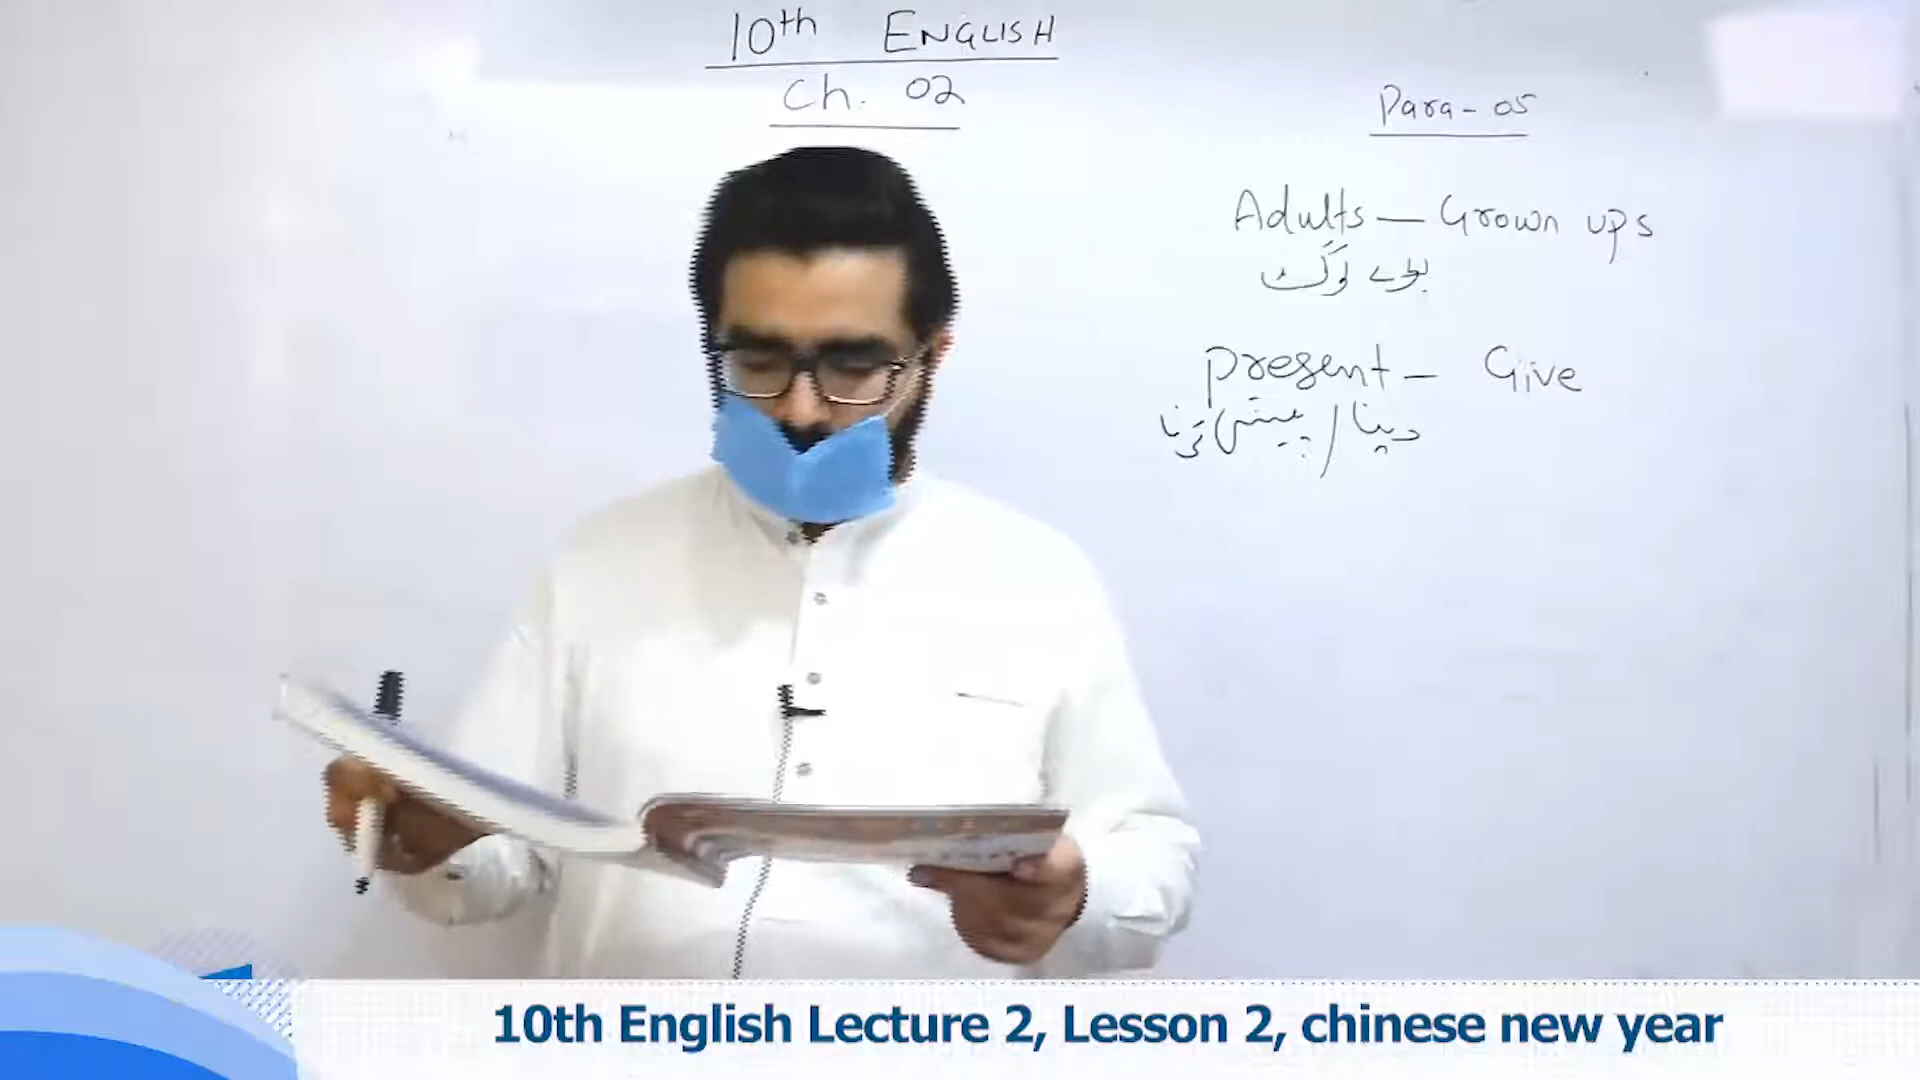 10th ENGLISH
Ch. 02
Para - 05
Adults — Grown ups
بڑے لوگ
Present — Give
دینا / پیش کرنا
10th English Lecture 2, Lesson 2, chinese new year